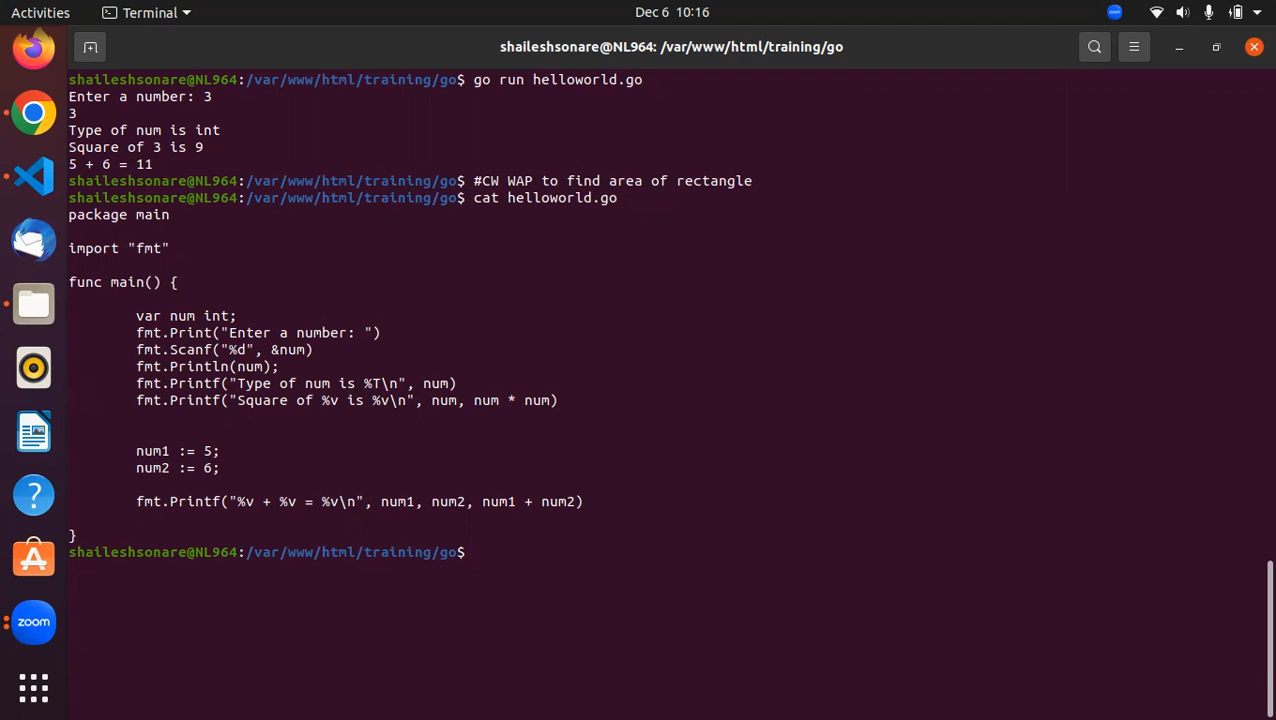 Activities Terminal Dec 6 10:16 zoom
shaileshsonare@NL964: /var/www/html/training/go
shaileshsonare@NL964:/var/www/html/training/go$ go run helloworld.go
Enter a number: 3
3
Type of num is int
Square of 3 is 9
5 + 6 = 11
shaileshsonare@NL964:/var/www/html/training/go$ #CW WAP to find area of rectangle
shaileshsonare@NL964:/var/www/html/training/go$ cat helloworld.go
package main
import "fmt"
func main() {
var num int;
fmt.Print("Enter a number: ")
fmt.Scanf("%d", &num)
fmt.Println(num);
fmt.Printf("Type of num is %T\n", num)
fmt.Printf("Square of %v is %v\n", num, num * num)
num1 := 5;
num2 := 6;
fmt.Printf("%v + %v = %v\n", num1, num2, num1 + num2)
}
shaileshsonare@NL964:/var/www/html/training/go$
zoom